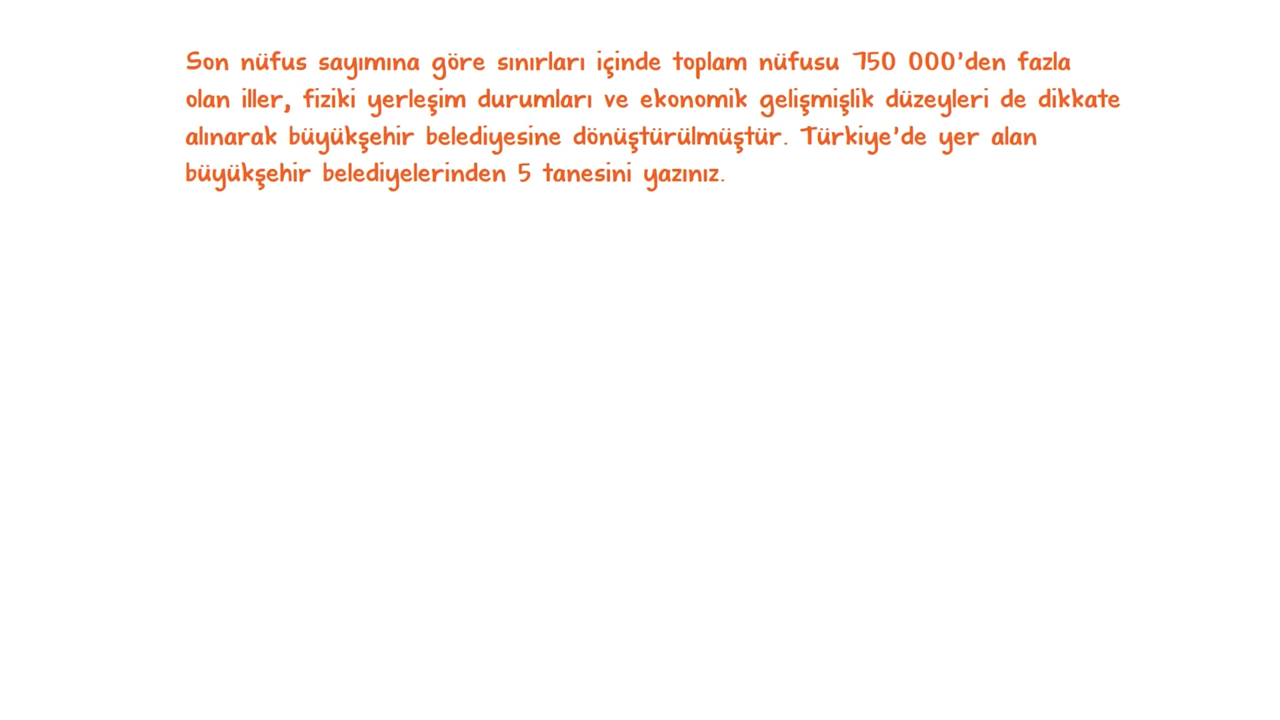 Son nüfus sayımına göre sınırları içinde toplam nüfusu 750 000'den fazla
olan iller, fiziki yerleşim durumları ve ekonomik gelişmişlik düzeyleri de dikkate
alınarak büyükşehir belediyesine dönüştürülmüştür. Türkiye'de yer alan
büyükşehir belediyelerinden 5 tanesini yazınız.